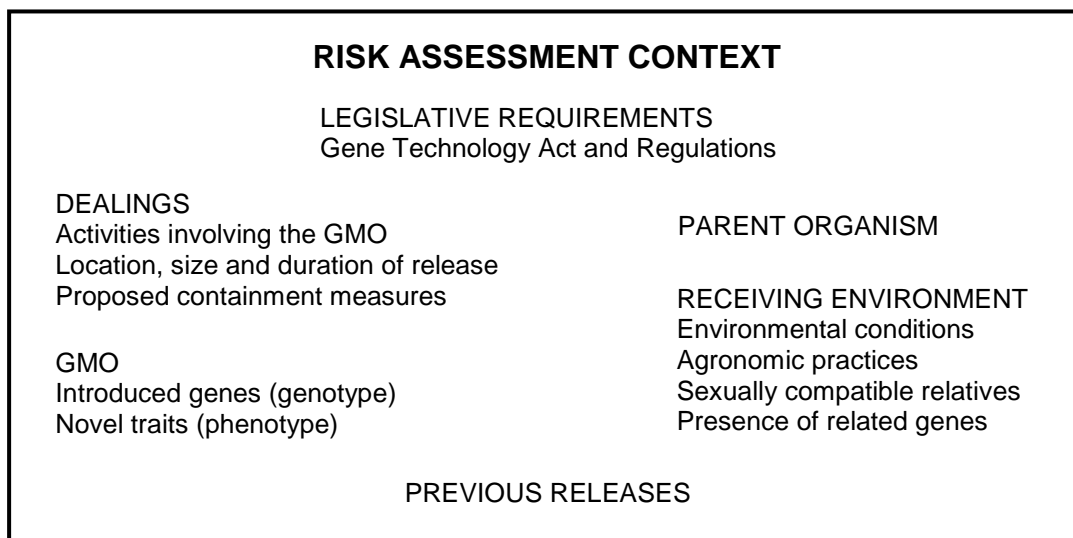 RISK ASSESSMENT CONTEXT
LEGISLATIVE REQUIREMENTS
Gene Technology Act and Regulations
DEALINGS
Activities involving the GMO
Location, size and duration of release
Proposed containment measures
GMO
Introduced genes (genotype)
Novel traits (phenotype)
PARENT ORGANISM
RECEIVING ENVIRONMENT
Environmental conditions
Agronomic practices
Sexually compatible relatives
Presence of related genes
PREVIOUS RELEASES